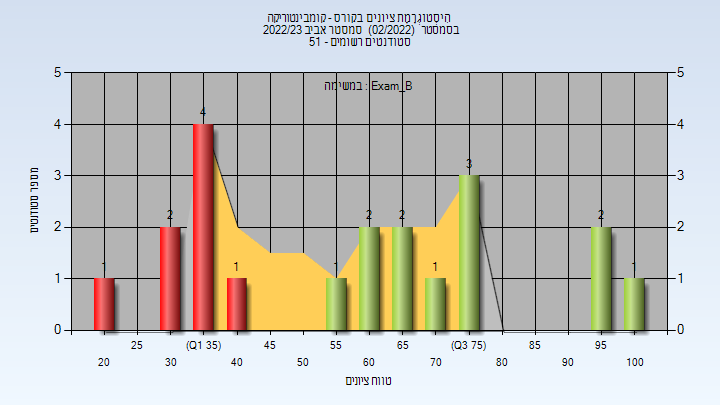 היסטוגרמת ציונים בקורס - קומבינטוריקה
בסמסטר (02/2022) סמסטר אביב 2022/23
סטודנטים רשומים - 51
במשימה : Exam_B
מספר סטודנטים
5 5
4 4
3 3
2 2
1 1
0 0
1 2 4 1 1 2 2 1 3 2 1
25 (Q1 35) 45 55 65 (Q3 75) 85 95
20 30 40 50 60 70 80 90 100
טווח ציונים